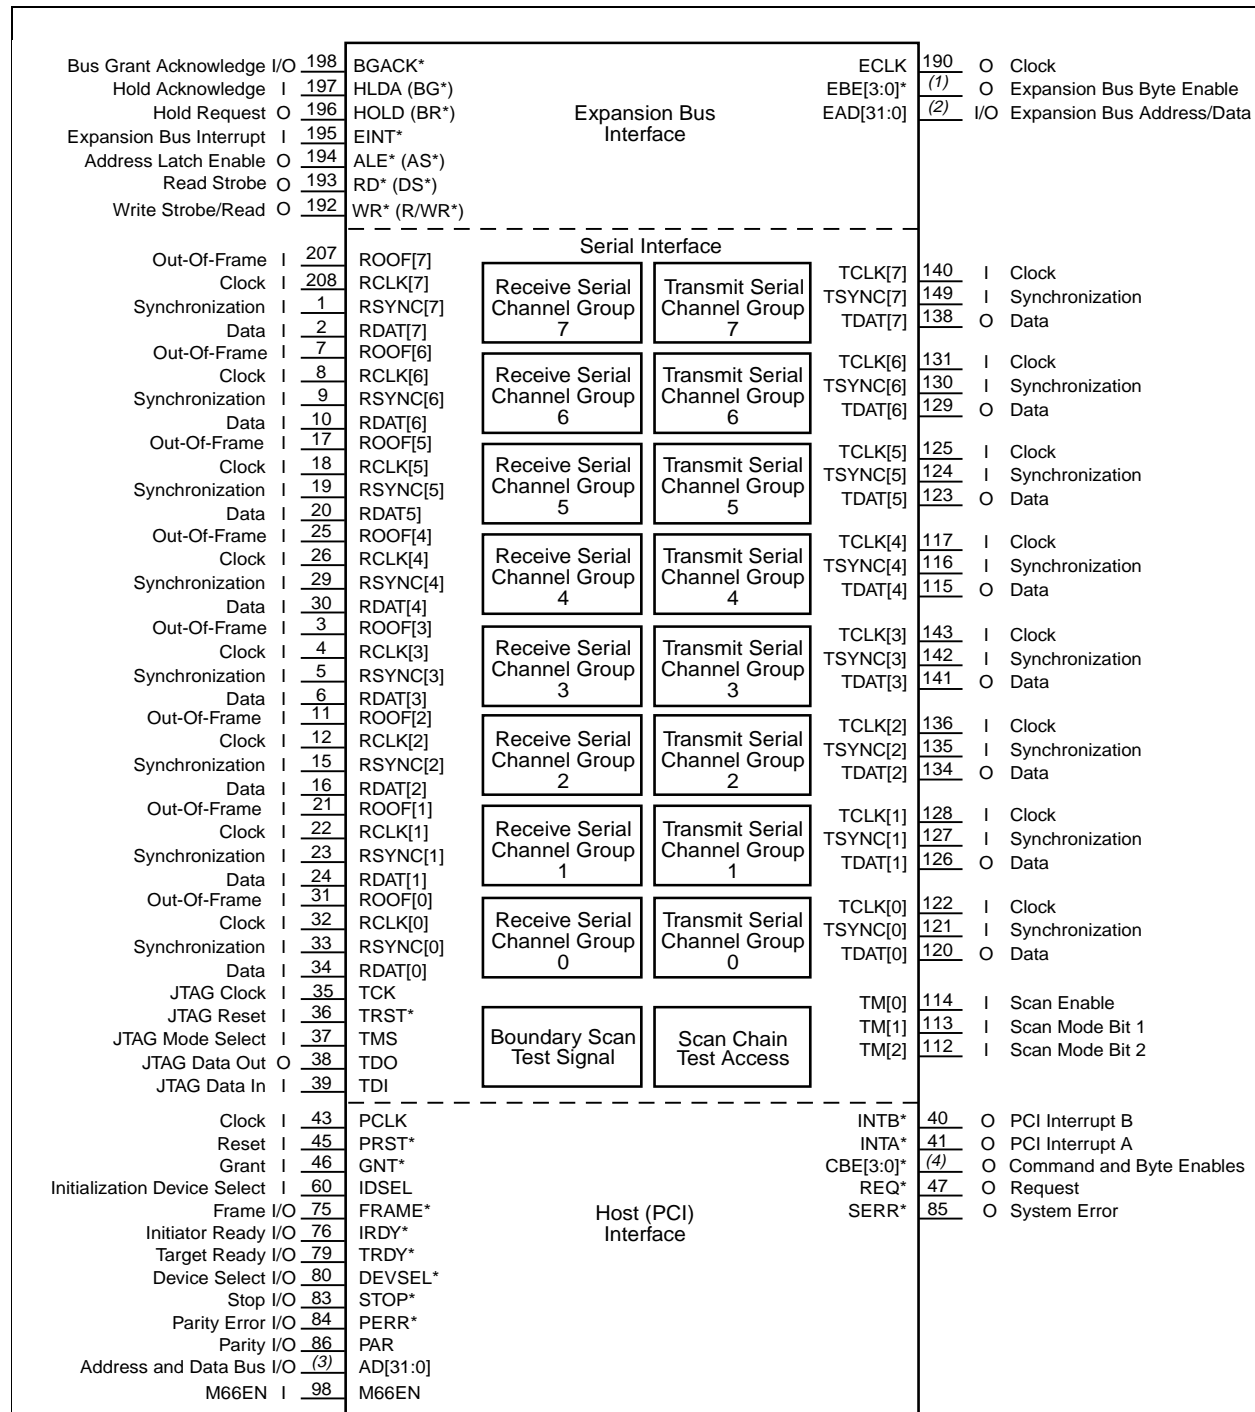 Bus Grant Acknowledge I/O 198 BGACK*
Hold Acknowledge I 197 HLDA (BG*)
Hold Request O 196 HOLD (BR*)
Expansion Bus Interrupt I 195 EINT*
Address Latch Enable O 194 ALE* (AS*)
Read Strobe O 193 RD* (DS*)
Write Strobe/Read O 192 WR* (R/WR*)
Expansion Bus
Interface
ECLK 190 O Clock
EBE[3:0]* (1) O Expansion Bus Byte Enable
EAD[31:0] (2) I/O Expansion Bus Address/Data
Serial Interface
Out-Of-Frame I 207 ROOF[7]
Clock I 208 RCLK[7]
Synchronization I 1 RSYNC[7]
Data I 2 RDAT[7]
Receive Serial
Channel Group
7
Transmit Serial
Channel Group
7
TCLK[7] 140 I Clock
TSYNC[7] 149 I Synchronization
TDAT[7] 138 O Data
Out-Of-Frame I 7 ROOF[6]
Clock I 8 RCLK[6]
Synchronization I 9 RSYNC[6]
Data I 10 RDAT[6]
Receive Serial
Channel Group
6
Transmit Serial
Channel Group
6
TCLK[6] 131 I Clock
TSYNC[6] 130 I Synchronization
TDAT[6] 129 O Data
Out-Of-Frame I 17 ROOF[5]
Clock I 18 RCLK[5]
Synchronization I 19 RSYNC[5]
Data I 20 RDAT5]
Receive Serial
Channel Group
5
Transmit Serial
Channel Group
5
TCLK[5] 125 I Clock
TSYNC[5] 124 I Synchronization
TDAT[5] 123 O Data
Out-Of-Frame I 25 ROOF[4]
Clock I 26 RCLK[4]
Synchronization I 29 RSYNC[4]
Data I 30 RDAT[4]
Receive Serial
Channel Group
4
Transmit Serial
Channel Group
4
TCLK[4] 117 I Clock
TSYNC[4] 116 I Synchronization
TDAT[4] 115 O Data
Out-Of-Frame I 3 ROOF[3]
Clock I 4 RCLK[3]
Synchronization I 5 RSYNC[3]
Data I 6 RDAT[3]
Receive Serial
Channel Group
3
Transmit Serial
Channel Group
3
TCLK[3] 143 I Clock
TSYNC[3] 142 I Synchronization
TDAT[3] 141 O Data
Out-Of-Frame I 11 ROOF[2]
Clock I 12 RCLK[2]
Synchronization I 15 RSYNC[2]
Data I 16 RDAT[2]
Receive Serial
Channel Group
2
Transmit Serial
Channel Group
2
TCLK[2] 136 I Clock
TSYNC[2] 135 I Synchronization
TDAT[2] 134 O Data
Out-Of-Frame I 21 ROOF[1]
Clock I 22 RCLK[1]
Synchronization I 23 RSYNC[1]
Data I 24 RDAT[1]
Receive Serial
Channel Group
1
Transmit Serial
Channel Group
1
TCLK[1] 128 I Clock
TSYNC[1] 127 I Synchronization
TDAT[1] 126 O Data
Out-Of-Frame I 31 ROOF[0]
Clock I 32 RCLK[0]
Synchronization I 33 RSYNC[0]
Data I 34 RDAT[0]
Receive Serial
Channel Group
0
Transmit Serial
Channel Group
0
TCLK[0] 122 I Clock
TSYNC[0] 121 I Synchronization
TDAT[0] 120 O Data
JTAG Clock I 35 TCK
JTAG Reset I 36 TRST*
JTAG Mode Select I 37 TMS
JTAG Data Out O 38 TDO
JTAG Data In I 39 TDI
Boundary Scan
Test Signal
Scan Chain
Test Access
TM[0] 114 I Scan Enable
TM[1] 113 I Scan Mode Bit 1
TM[2] 112 I Scan Mode Bit 2
Clock I 43 PCLK
Reset I 45 PRST*
Grant I 46 GNT*
Initialization Device Select I 60 IDSEL
Frame I/O 75 FRAME*
Initiator Ready I/O 76 IRDY*
Target Ready I/O 79 TRDY*
Device Select I/O 80 DEVSEL*
Stop I/O 83 STOP*
Parity Error I/O 84 PERR*
Parity I/O 86 PAR
Address and Data Bus I/O (3) AD[31:0]
M66EN I 98 M66EN
Host (PCI)
Interface
INTB* 40 O PCI Interrupt B
INTA* 41 O PCI Interrupt A
CBE[3:0]* (4) O Command and Byte Enables
REQ* 47 O Request
SERR* 85 O System Error